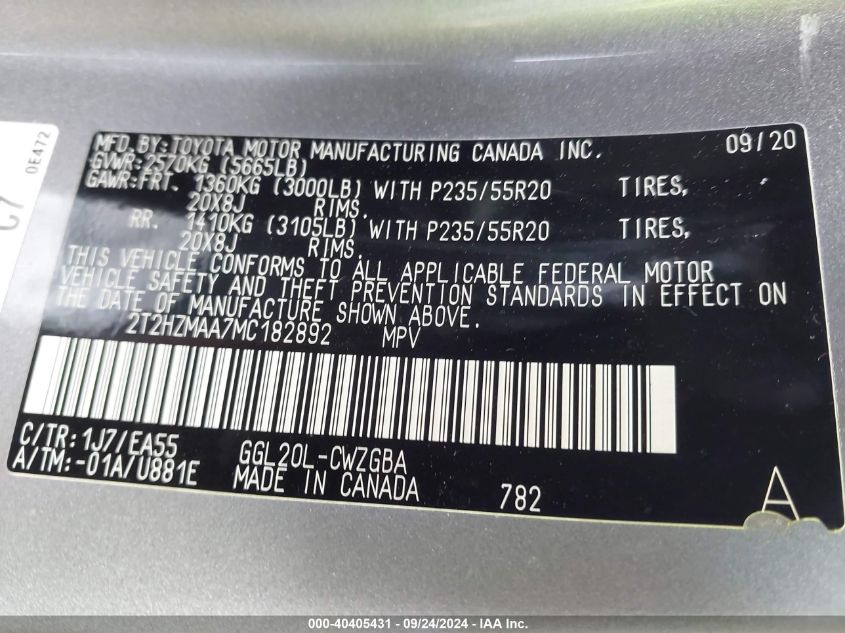 MFD.BY:TOYOTA MOTOR MANUFACTURING CANADA INC. 09/20
GVWR:2570KG (5665LB)
GAWR:FRT. 1360KG (3000LB) WITH P235/55R20 TIRES,
20X8J RIMS.
RR. 1410KG (3105LB) WITH P235/55R20 TIRES,
20X8J RIMS.
THIS VEHICLE CONFORMS TO ALL APPLICABLE FEDERAL MOTOR
VEHICLE SAFETY AND THEFT PREVENTION STANDARDS IN EFFECT ON
THE DATE OF MANUFACTURE SHOWN ABOVE.
2T2HZMAA7MC182892 MPV
C/TR:1J7/EA55 GGL20L-CWZGBA
A/TM:-01A/U881E MADE IN CANADA 782 A
0E472
000-40405431 - 09/24/2024 - IAA Inc.